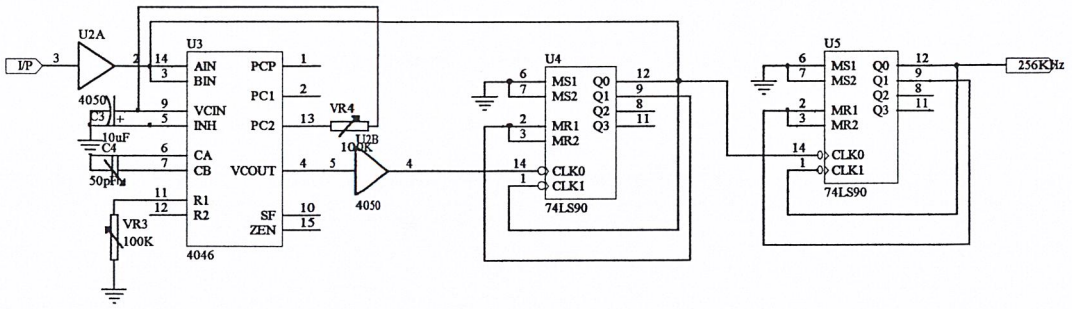 I/P
3
U2A
2
4050
C3
+
10uF
C4
50pF
VR3
100K
U3
14 AIN PCP 1
3 BIN
PC1 2
9 VCIN
5 INH PC2 13
6 CA
7 CB VCOUT 4
11 R1
12 R2
SF 10
ZEN 15
4046
VR4
100K
U2B
5
4
4050
U4
6 MS1 Q0 12
7 MS2 Q1 9
Q2 8
2 MR1 Q3 11
3 MR2
14 CLK0
1 CLK1
74LS90
U5
6 MS1 Q0 12
7 MS2 Q1 9
Q2 8
2 MR1 Q3 11
3 MR2
14 CLK0
1 CLK1
74LS90
256KHz